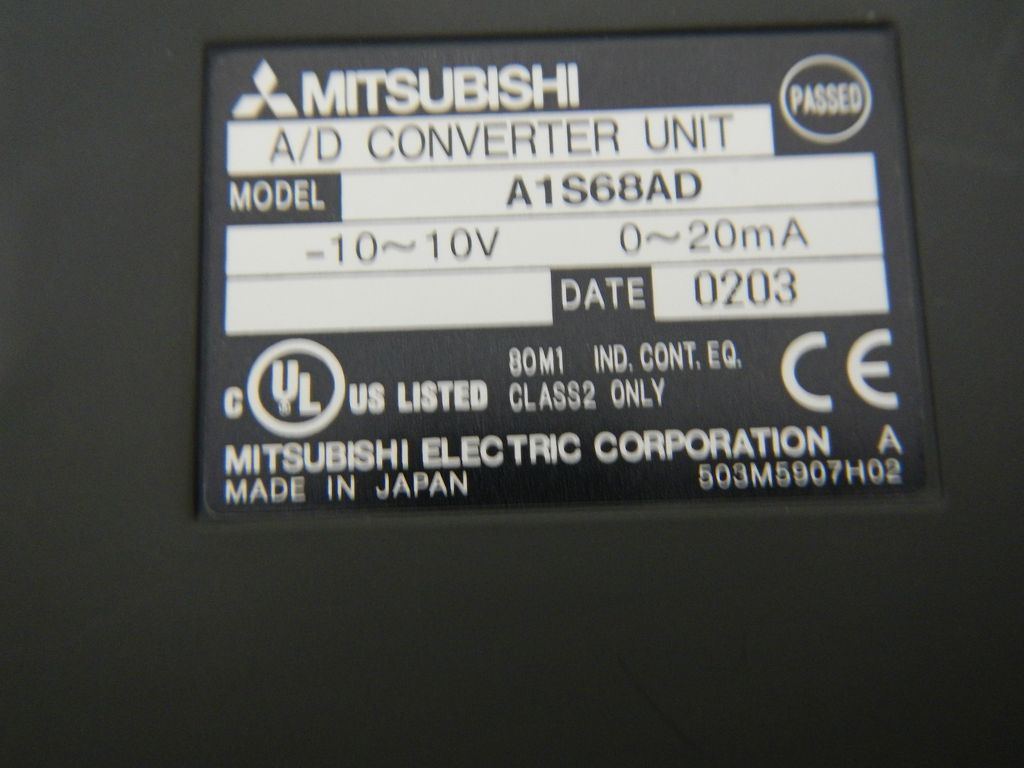 MITSUBISHI
PASSED
A/D CONVERTER UNIT
MODEL A1S68AD
-10~10V 0~20mA
DATE 0203
C UL US LISTED
80M1 IND. CONT. EQ.
CLASS2 ONLY
CE
MITSUBISHI ELECTRIC CORPORATION A
MADE IN JAPAN 503M5907H02